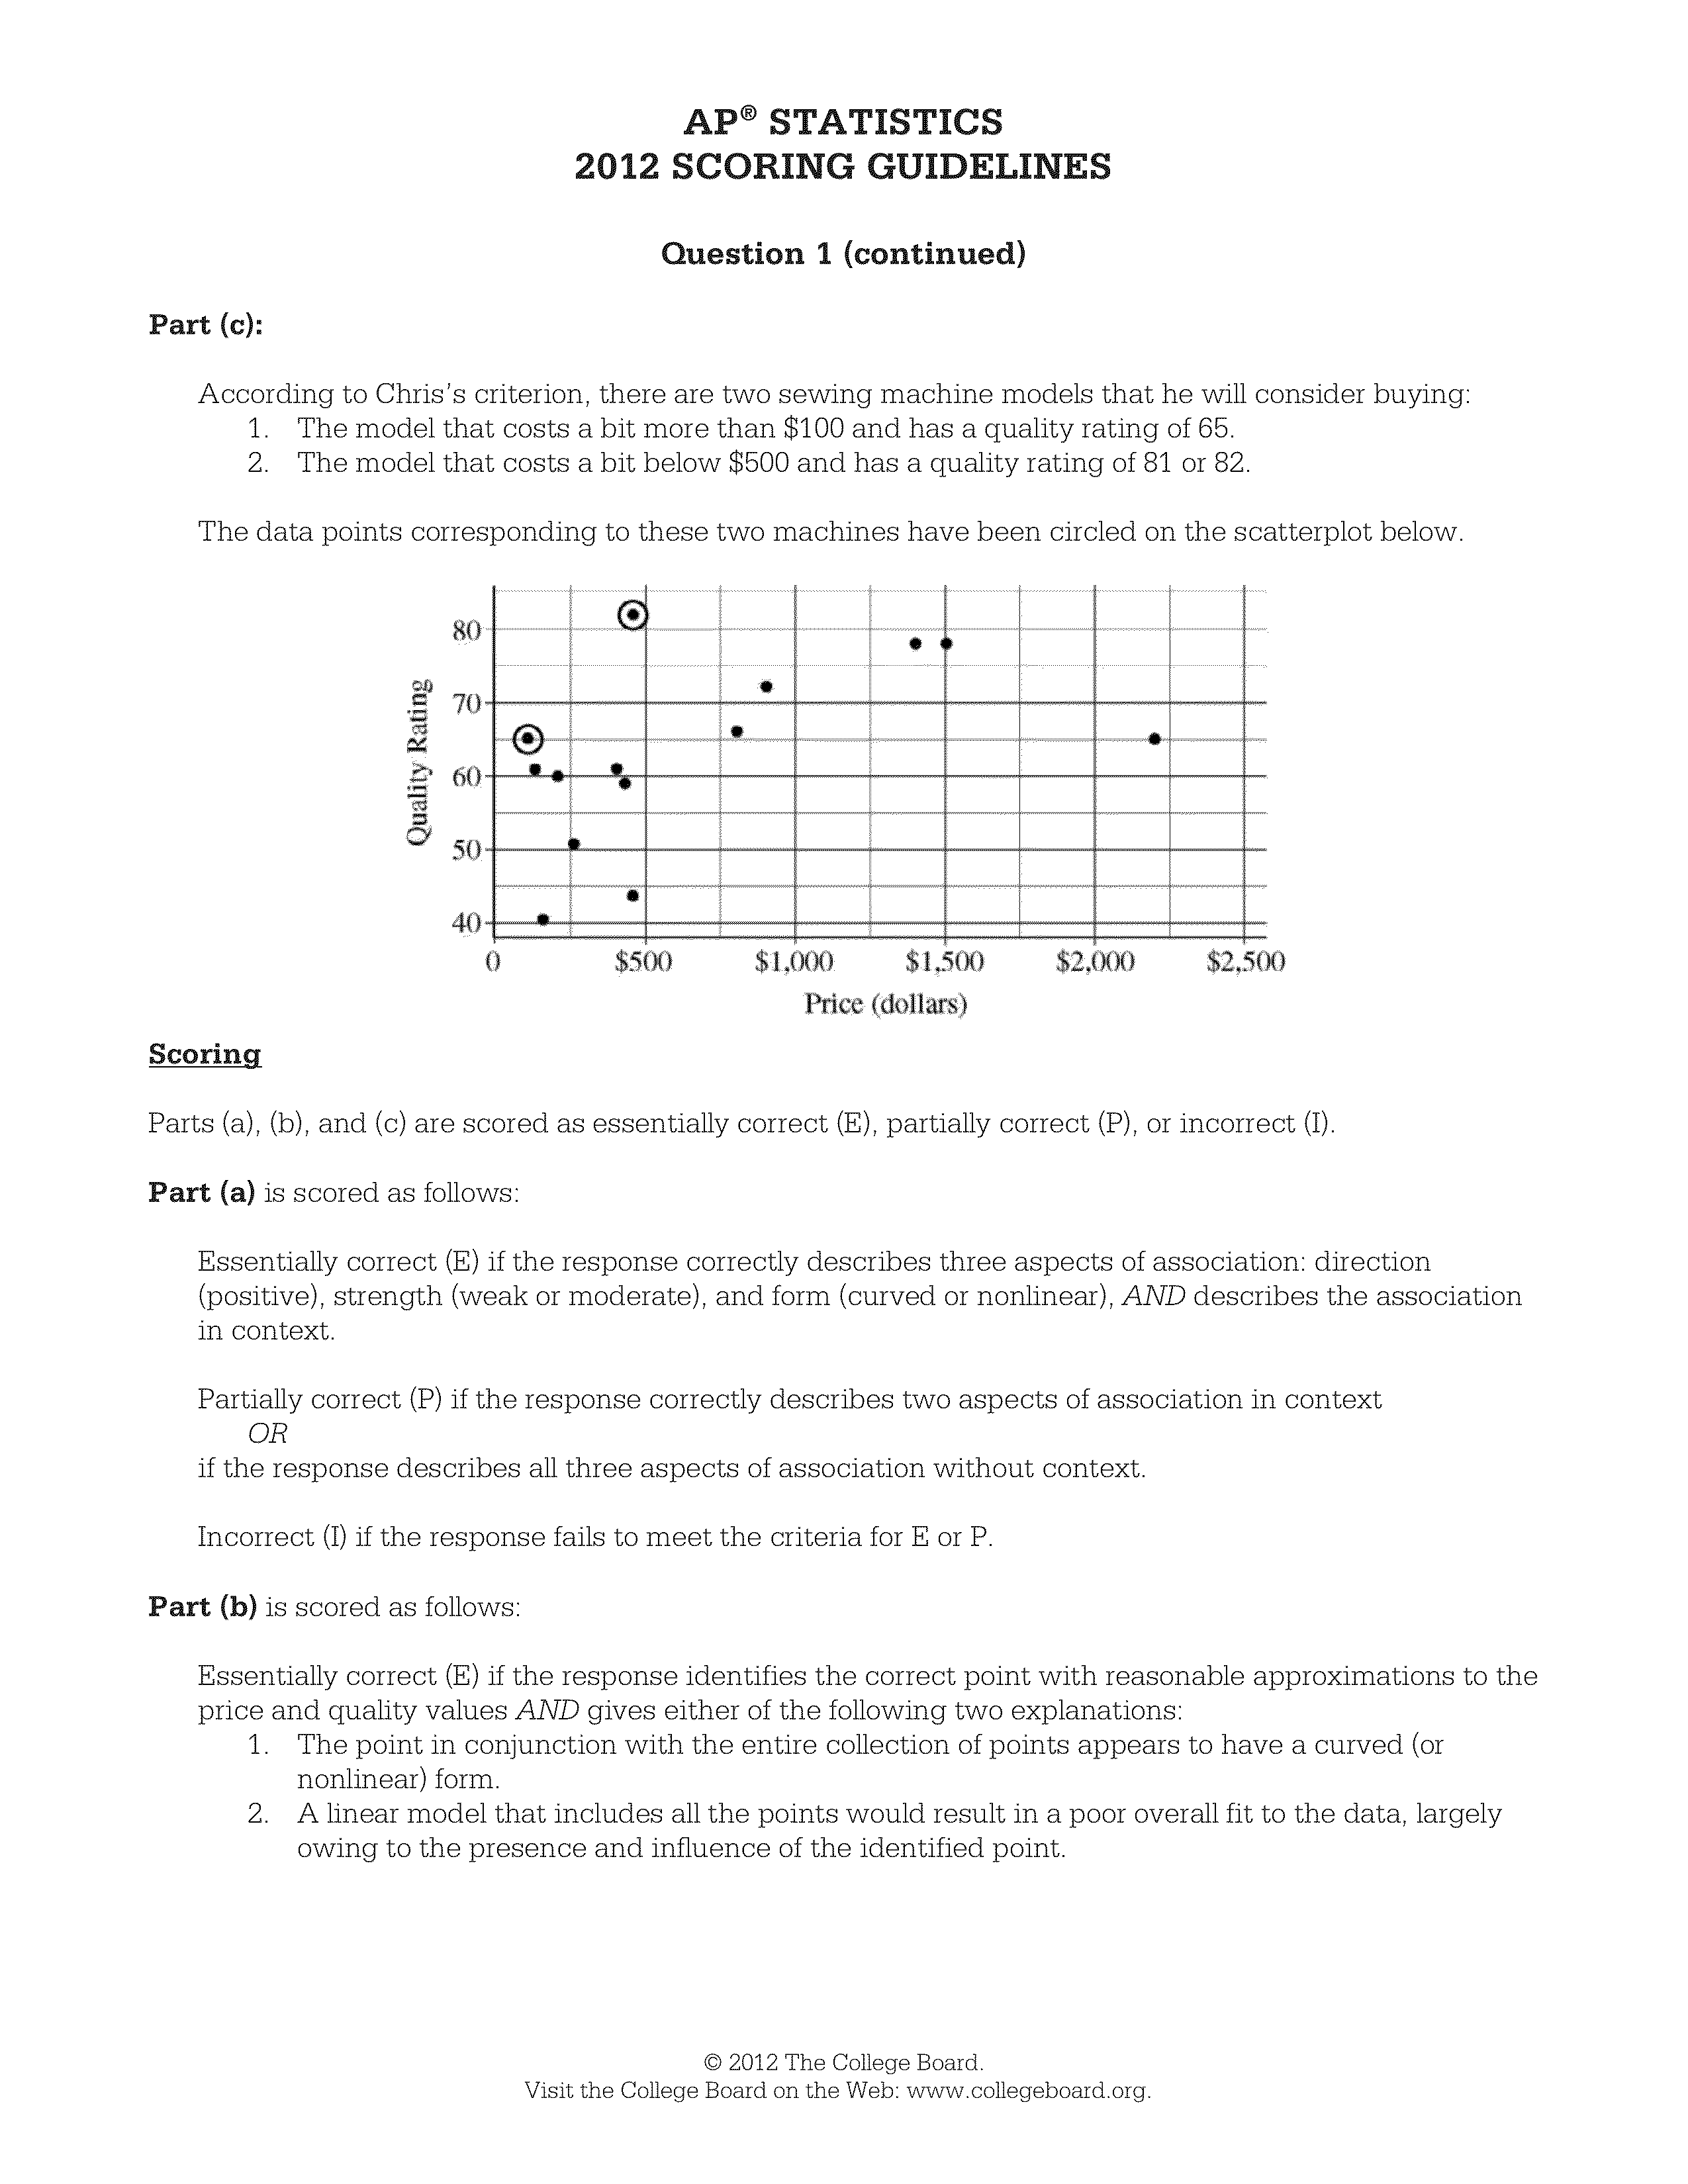 AP® STATISTICS
2012 SCORING GUIDELINES
Question 1 (continued)
Part (c):
According to Chris's criterion, there are two sewing machine models that he will consider buying:
1. The model that costs a bit more than $100 and has a quality rating of 65.
2. The model that costs a bit below $500 and has a quality rating of 81 or 82.
The data points corresponding to these two machines have been circled on the scatterplot below.
80
70
60
50
40
Quality Rating
0 $500 $1,000 $1,500 $2,000 $2,500
Price (dollars)
Scoring
Parts (a), (b), and (c) are scored as essentially correct (E), partially correct (P), or incorrect (I).
Part (a) is scored as follows:
Essentially correct (E) if the response correctly describes three aspects of association: direction
(positive), strength (weak or moderate), and form (curved or nonlinear), AND describes the association
in context.
Partially correct (P) if the response correctly describes two aspects of association in context
OR
if the response describes all three aspects of association without context.
Incorrect (I) if the response fails to meet the criteria for E or P.
Part (b) is scored as follows:
Essentially correct (E) if the response identifies the correct point with reasonable approximations to the
price and quality values AND gives either of the following two explanations:
1. The point in conjunction with the entire collection of points appears to have a curved (or
nonlinear) form.
2. A linear model that includes all the points would result in a poor overall fit to the data, largely
owing to the presence and influence of the identified point.
© 2012 The College Board.
Visit the College Board on the Web: www.collegeboard.org.